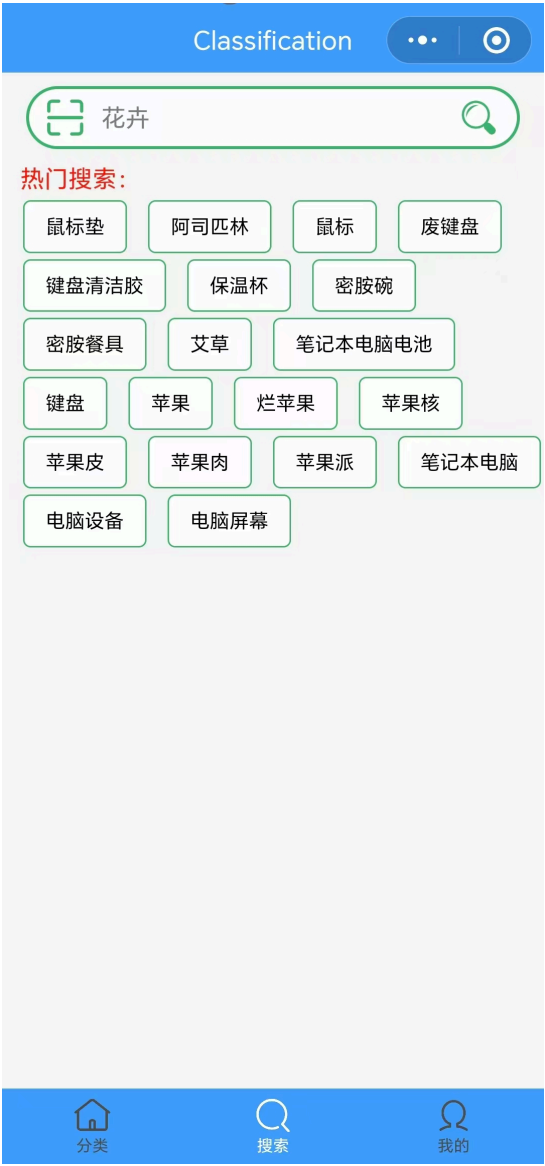 Classification
花卉
热门搜索：
鼠标垫 阿司匹林 鼠标 废键盘
键盘清洁胶 保温杯 密胺碗
密胺餐具 艾草 笔记本电脑电池
键盘 苹果 烂苹果 苹果核
苹果皮 苹果肉 苹果派 笔记本电脑
电脑设备 电脑屏幕
分类 搜索 我的